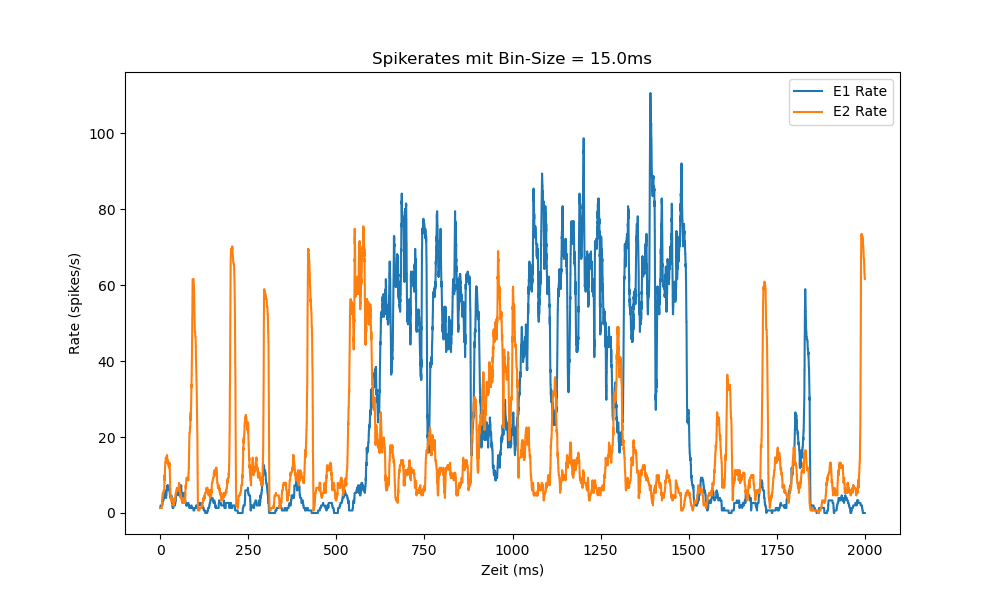 Spikerates mit Bin-Size = 15.0ms
E1 Rate
E2 Rate
Rate (spikes/s)
100
80
60
40
20
0
0 250 500 750 1000 1250 1500 1750 2000
Zeit (ms)